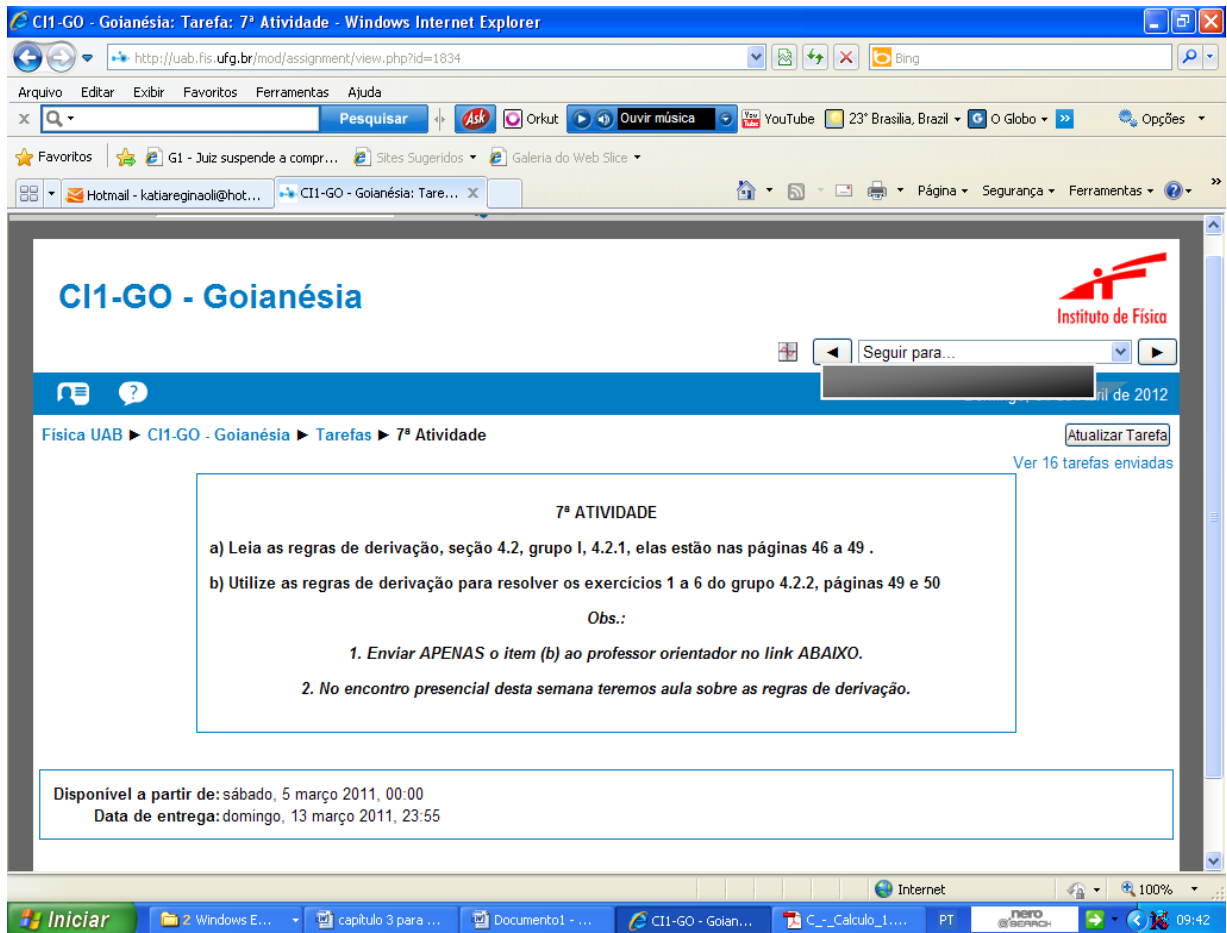 CI1-GO - Goianésia: Tarefa: 7ª Atividade - Windows Internet Explorer
http://uab.fis.ufg.br/mod/assignment/view.php?id=1834
Bing
Arquivo Editar Exibir Favoritos Ferramentas Ajuda
x Pesquisar Ask Orkut Ouvir música You Tube YouTube 23° Brasilia, Brazil G O Globo Opções
Favoritos G1 - Juiz suspende a compr... Sites Sugeridos Galeria do Web Slice
Hotmail - katiareginaoli@hot... CI1-GO - Goianésia: Tare... X Página Segurança Ferramentas
CI1-GO - Goianésia
Instituto de Física
Seguir para...
de 2012
Física UAB ► CI1-GO - Goianésia ► Tarefas ► 7ª Atividade
Atualizar Tarefa
Ver 16 tarefas enviadas
7ª ATIVIDADE
a) Leia as regras de derivação, seção 4.2, grupo I, 4.2.1, elas estão nas páginas 46 a 49 .
b) Utilize as regras de derivação para resolver os exercícios 1 a 6 do grupo 4.2.2, páginas 49 e 50
Obs.:
1. Enviar APENAS o item (b) ao professor orientador no link ABAIXO.
2. No encontro presencial desta semana teremos aula sobre as regras de derivação.
Disponível a partir de: sábado, 5 março 2011, 00:00
Data de entrega: domingo, 13 março 2011, 23:55
Internet 100%
Iniciar 2 Windows E... capítulo 3 para ... Documento1 - ... CI1-GO - Goian... C_-_Calculo_1.... PT nero SEARCH 09:42